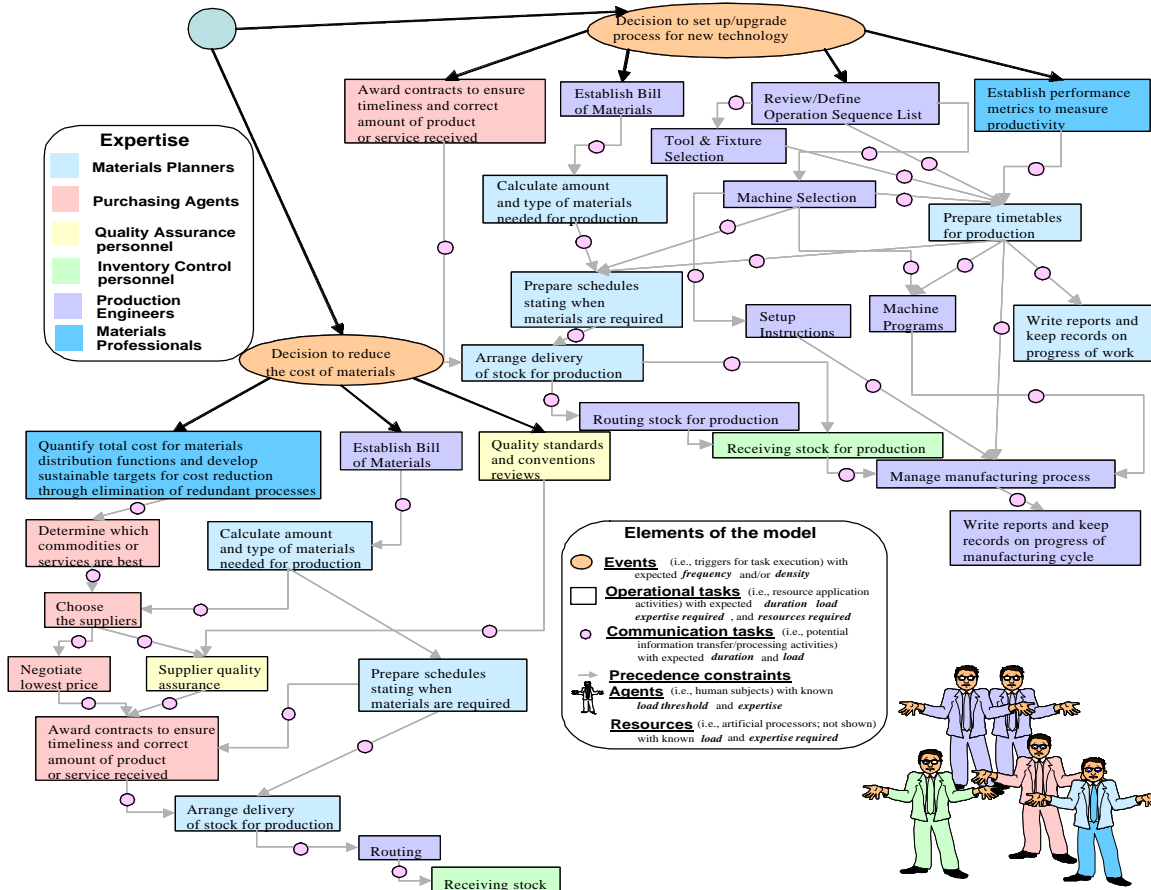 Decision to set up/upgrade
process for new technology
Award contracts to ensure
timeliness and correct
amount of product
or service received
Establish Bill
of Materials
Review/Define
Operation Sequence List
Establish performance
metrics to measure
productivity
Tool & Fixture
Selection
Expertise
Materials Planners
Purchasing Agents
Quality Assurance
personnel
Inventory Control
personnel
Production
Engineers
Materials
Professionals
Calculate amount
and type of materials
needed for production
Machine Selection
Prepare timetables
for production
Prepare schedules
stating when
materials are required
Setup
Instructions
Machine
Programs
Write reports and
keep records on
progress of work
Decision to reduce
the cost of materials
Arrange delivery
of stock for production
Routing stock for production
Receiving stock for production
Manage manufacturing process
Write reports and keep
records on progress of
manufacturing cycle
Quantify total cost for materials
distribution functions and develop
sustainable targets for cost reduction
through elimination of redundant processes
Establish Bill
of Materials
Quality standards
and conventions
reviews
Determine which
commodities or
services are best
Calculate amount
and type of materials
needed for production
Choose
the suppliers
Negotiate
lowest price
Supplier quality
assurance
Prepare schedules
stating when
materials are required
Award contracts to ensure
timeliness and correct
amount of product
or service received
Arrange delivery
of stock for production
Routing
Receiving stock
Elements of the model
Events (i.e., triggers for task execution) with
expected frequency and/or density
Operational tasks (i.e., resource application
activities) with expected duration load
expertise required , and resources required
Communication tasks (i.e., potential
information transfer/processing activities)
with expected duration and load
Precedence constraints
Agents (i.e., human subjects) with known
load threshold and expertise
Resources (i.e., artificial processors; not shown)
with known load and expertise required